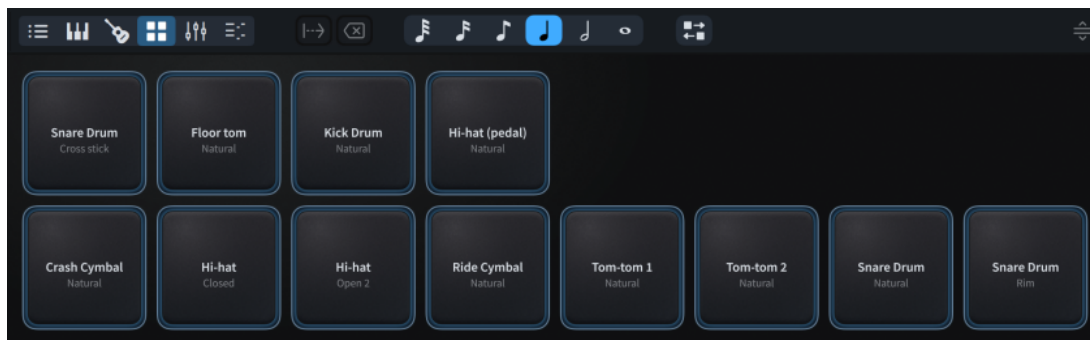 Snare Drum
Cross stick
Floor tom
Natural
Kick Drum
Natural
Hi-hat (pedal)
Natural
Crash Cymbal
Natural
Hi-hat
Closed
Hi-hat
Open 2
Ride Cymbal
Natural
Tom-tom 1
Natural
Tom-tom 2
Natural
Snare Drum
Natural
Snare Drum
Rim